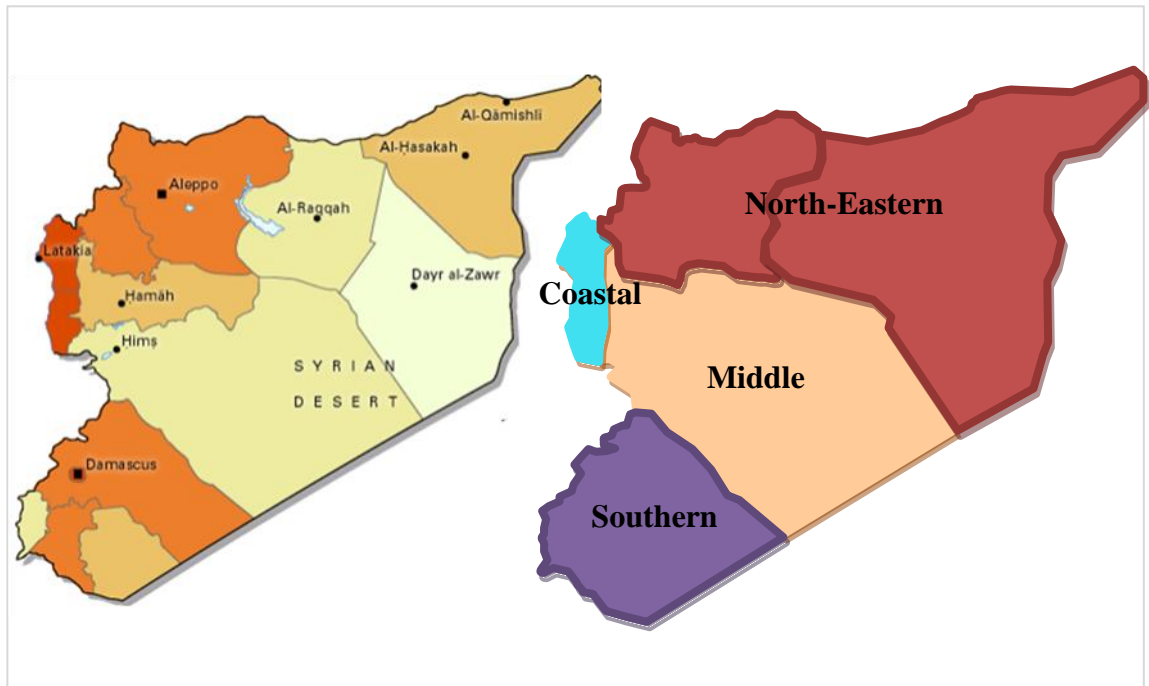 Al-Qāmishlī
Al-Ḥasakah
Aleppo
Al-Raqqah
Latakia
Dayr al-Zawr
Ḥamāh
Ḥimṣ
SYRIAN
DESERT
Damascus
North-Eastern
Coastal
Middle
Southern